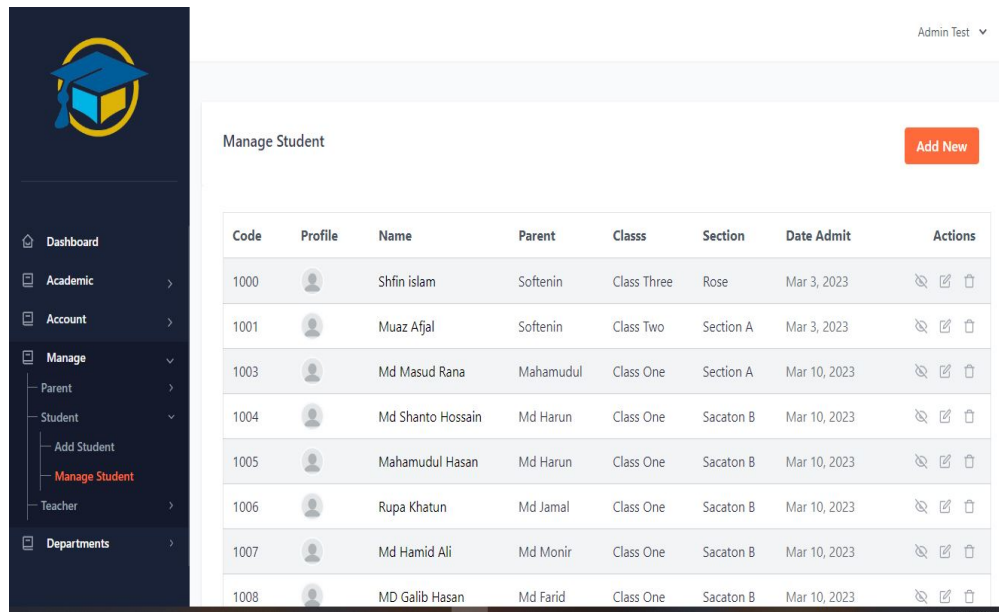 Admin Test
Manage Student
Add New
Dashboard
Academic
Account
Manage
Parent
Student
Add Student
Manage Student
Teacher
Departments
Code Profile Name Parent Classs Section Date Admit Actions
1000 Shfin islam Softenin Class Three Rose Mar 3, 2023
1001 Muaz Afjal Softenin Class Two Section A Mar 3, 2023
1003 Md Masud Rana Mahamudul Class One Section A Mar 10, 2023
1004 Md Shanto Hossain Md Harun Class One Sacaton B Mar 10, 2023
1005 Mahamudul Hasan Md Harun Class One Sacaton B Mar 10, 2023
1006 Rupa Khatun Md Jamal Class One Sacaton B Mar 10, 2023
1007 Md Hamid Ali Md Monir Class One Sacaton B Mar 10, 2023
1008 MD Galib Hasan Md Farid Class One Sacaton B Mar 10, 2023